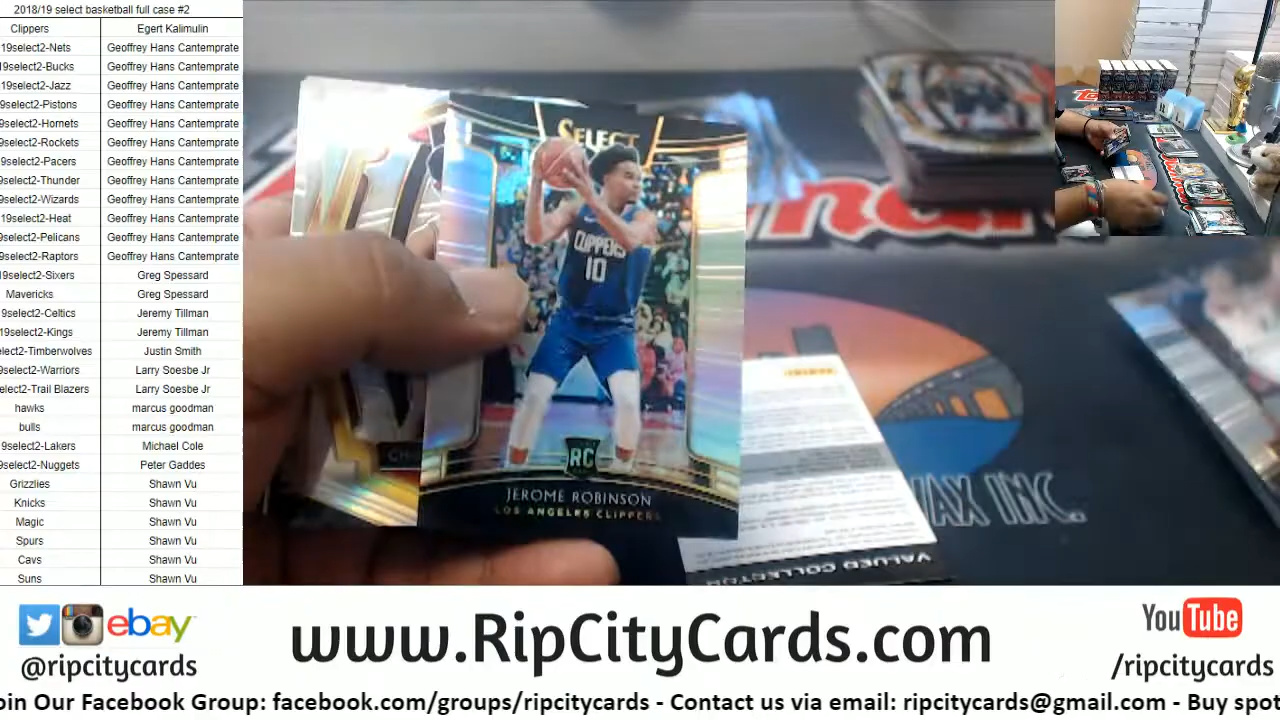 2018/19 select basketball full case #2
Clippers Egert Kalimulin
19select2-Nets Geoffrey Hans Cantemprate
19select2-Bucks Geoffrey Hans Cantemprate
19select2-Jazz Geoffrey Hans Cantemprate
9select2-Pistons Geoffrey Hans Cantemprate
9select2-Hornets Geoffrey Hans Cantemprate
9select2-Rockets Geoffrey Hans Cantemprate
9select2-Pacers Geoffrey Hans Cantemprate
9select2-Thunder Geoffrey Hans Cantemprate
9select2-Wizards Geoffrey Hans Cantemprate
19select2-Heat Geoffrey Hans Cantemprate
9select2-Pelicans Geoffrey Hans Cantemprate
9select2-Raptors Geoffrey Hans Cantemprate
19select2-Sixers Greg Spessard
Mavericks Greg Spessard
9select2-Celtics Jeremy Tillman
19select2-Kings Jeremy Tillman
elect2-Timberwolves Justin Smith
9select2-Warriors Larry Soesbe Jr
elect2-Trail Blazers Larry Soesbe Jr
hawks marcus goodman
bulls marcus goodman
9select2-Lakers Michael Cole
9select2-Nuggets Peter Gaddes
Grizzlies Shawn Vu
Knicks Shawn Vu
Magic Shawn Vu
Spurs Shawn Vu
Cavs Shawn Vu
Suns Shawn Vu
SELECT
CLIPPERS
10
RC
JEROME ROBINSON
LOS ANGELES CLIPPERS
VALUED COLLECTOR
WAX INC.
ebay
@ripcitycards
www.RipCityCards.com
YouTube
/ripcitycards
oin Our Facebook Group: facebook.com/groups/ripcitycards - Contact us via email: ripcitycards@gmail.com - Buy spot